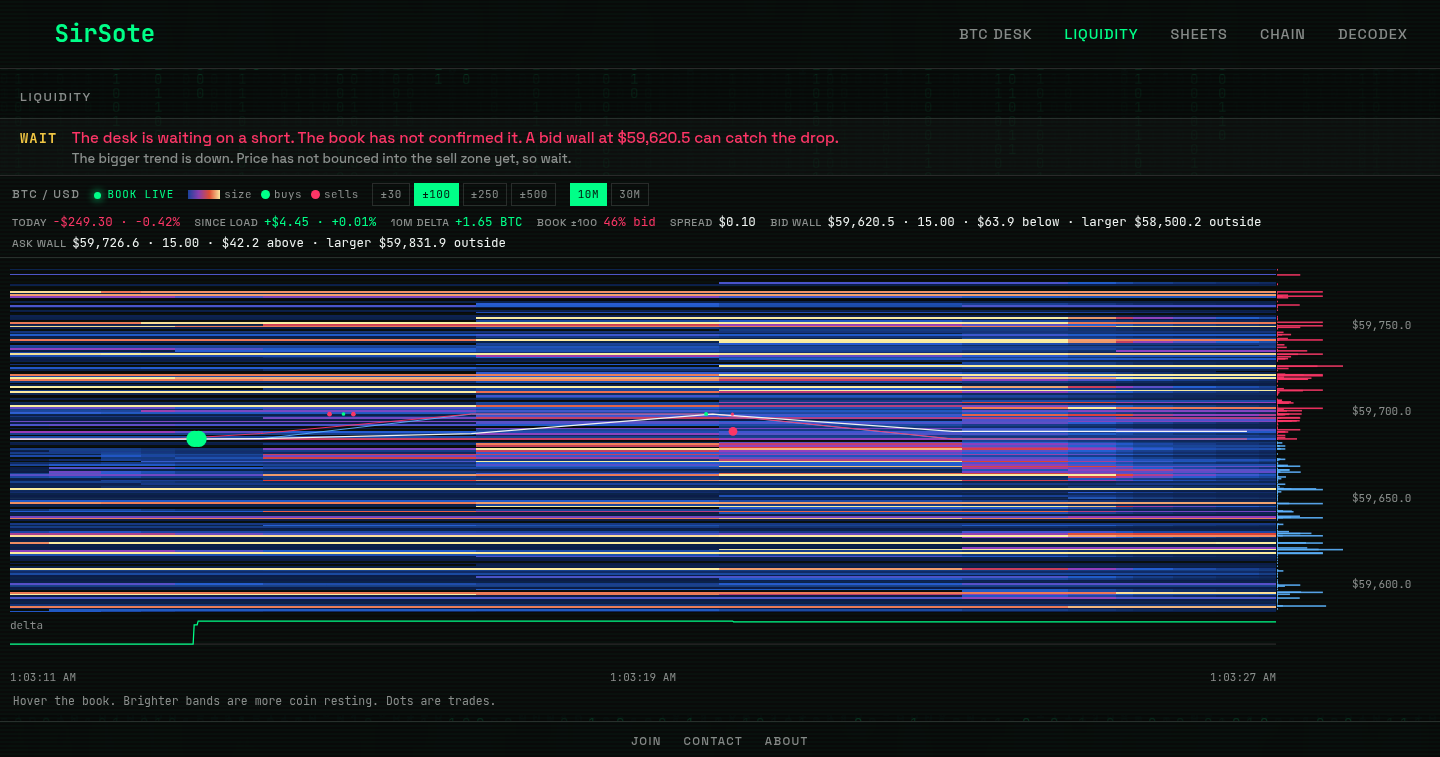 SirSote
BTC DESK LIQUIDITY SHEETS CHAIN DECODEX
LIQUIDITY
WAIT The desk is waiting on a short. The book has not confirmed it. A bid wall at $59,620.5 can catch the drop.
The bigger trend is down. Price has not bounced into the sell zone yet, so wait.
BTC / USD BOOK LIVE size buys sells ±30 ±100 ±250 ±500 10M 30M
TODAY -$249.30 · -0.42% SINCE LOAD +$4.45 · +0.01% 10M DELTA +1.65 BTC BOOK ±100 46% bid SPREAD $0.10 BID WALL $59,620.5 · 15.00 · $63.9 below · larger $58,500.2 outside
ASK WALL $59,726.6 · 15.00 · $42.2 above · larger $59,831.9 outside
$59,750.0
$59,700.0
$59,650.0
$59,600.0
delta
1:03:11 AM 1:03:19 AM 1:03:27 AM
Hover the book. Brighter bands are more coin resting. Dots are trades.
JOIN CONTACT ABOUT